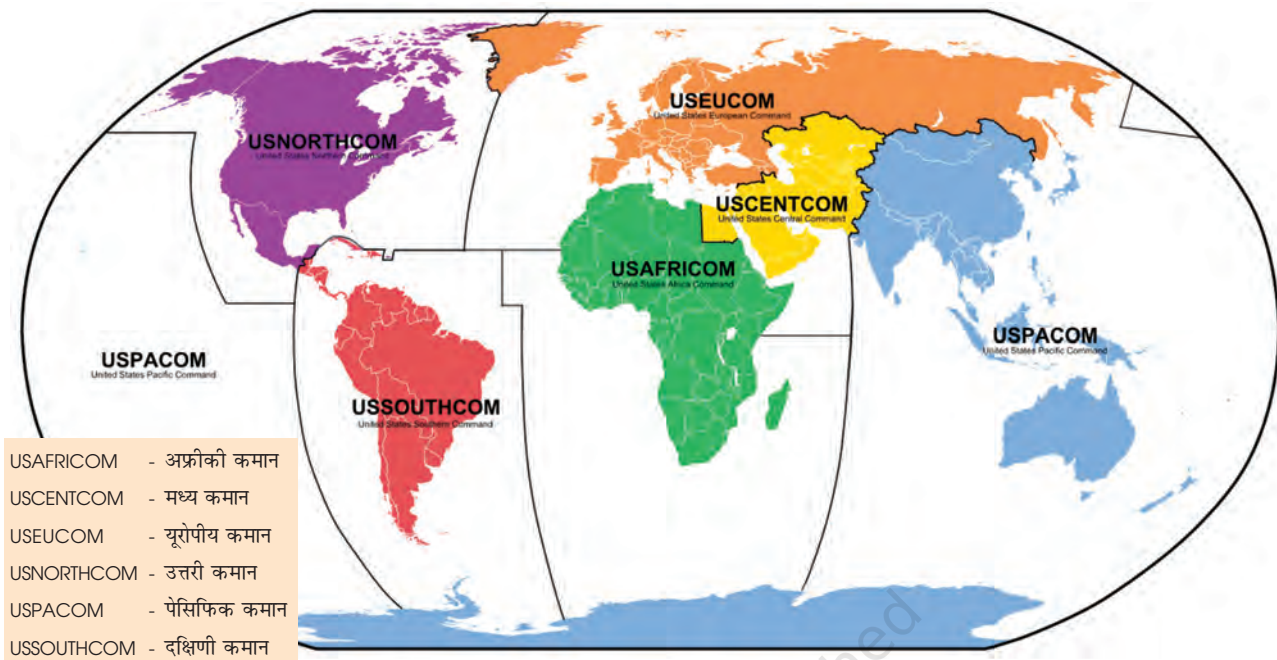 USEUCOM
United States European Command
USNORTHCOM
United States Northern Command
USCENTCOM
United States Central Command
USAFRICOM
United States Africa Command
USPACOM
United States Pacific Command
USPACOM
United States Pacific Command
USSOUTHCOM
United States Southern Command
USAFRICOM - अफ्रीकी कमान
USCENTCOM - मध्य कमान
USEUCOM - यूरोपीय कमान
USNORTHCOM - उत्तरी कमान
USPACOM - पेसिफिक कमान
USSOUTHCOM - दक्षिणी कमान